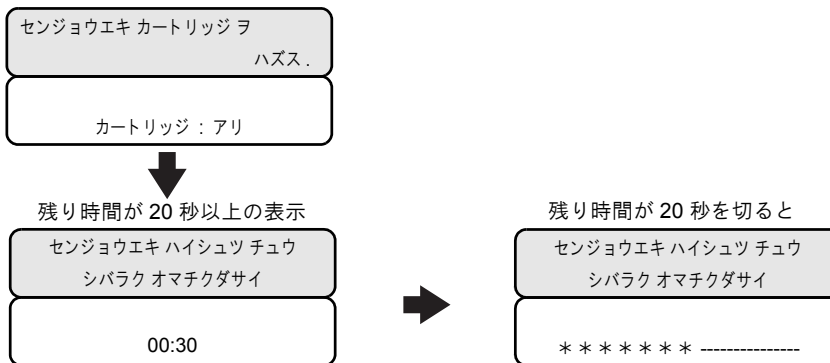 センジョウエキ カートリッジ ヲ
ハズス .
カートリッジ : アリ
残り時間が 20 秒以上の表示
センジョウエキ ハイシュツ チュウ
シバラク オマチクダサイ
00:30
残り時間が 20 秒を切ると
センジョウエキ ハイシュツ チュウ
シバラク オマチクダサイ
＊＊＊＊＊＊＊ ---------------